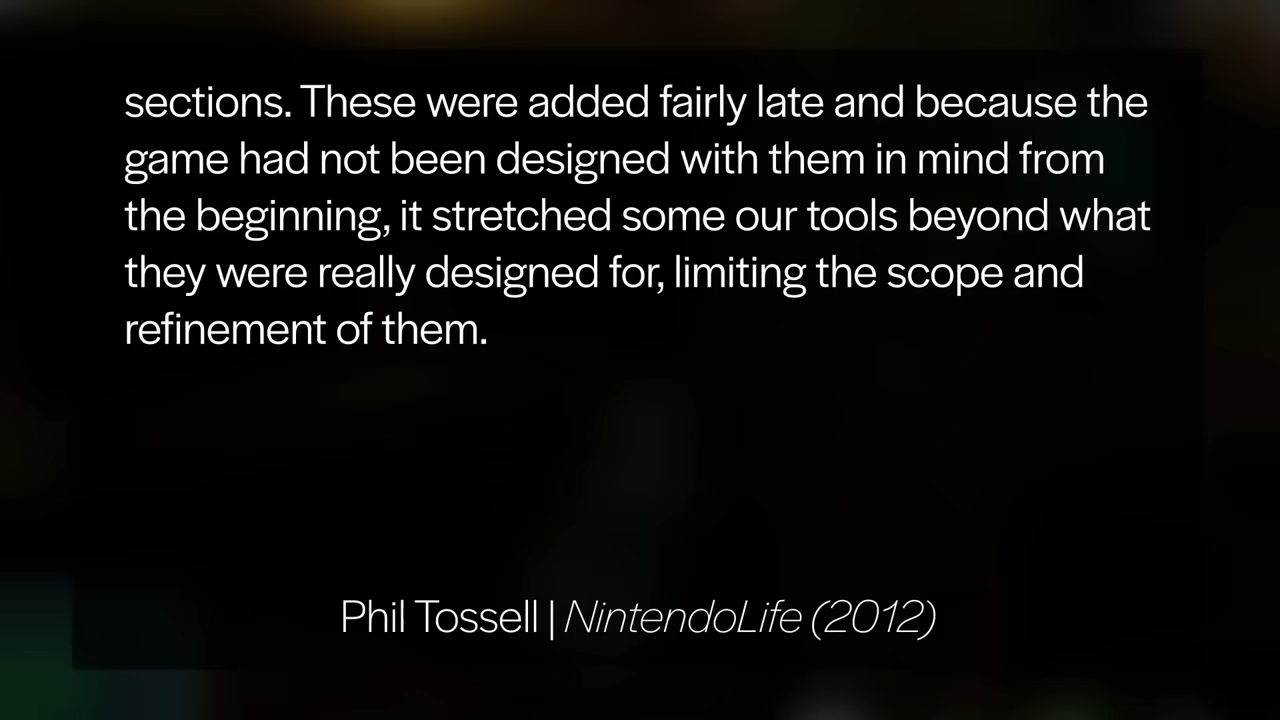 sections. These were added fairly late and because the
game had not been designed with them in mind from
the beginning, it stretched some our tools beyond what
they were really designed for, limiting the scope and
refinement of them.
Phil Tossell | NintendoLife (2012)